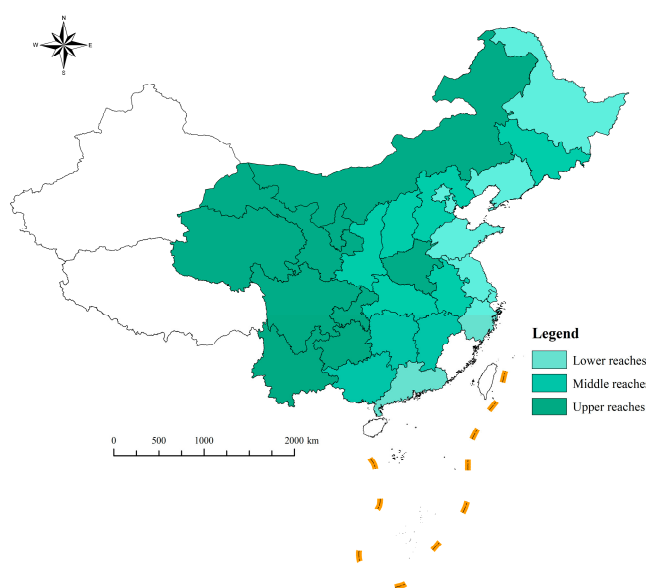 N
W E
S
Legend
Lower reaches
Middle reaches
Upper reaches
0 500 1000 2000 km